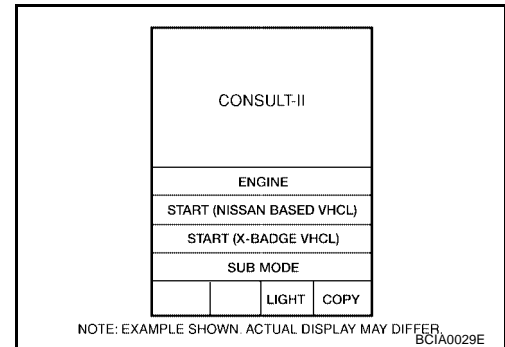 CONSULT-II
ENGINE
START (NISSAN BASED VHCL)
START (X-BADGE VHCL)
SUB MODE
LIGHT COPY
NOTE: EXAMPLE SHOWN. ACTUAL DISPLAY MAY DIFFER.
BCIA0029E